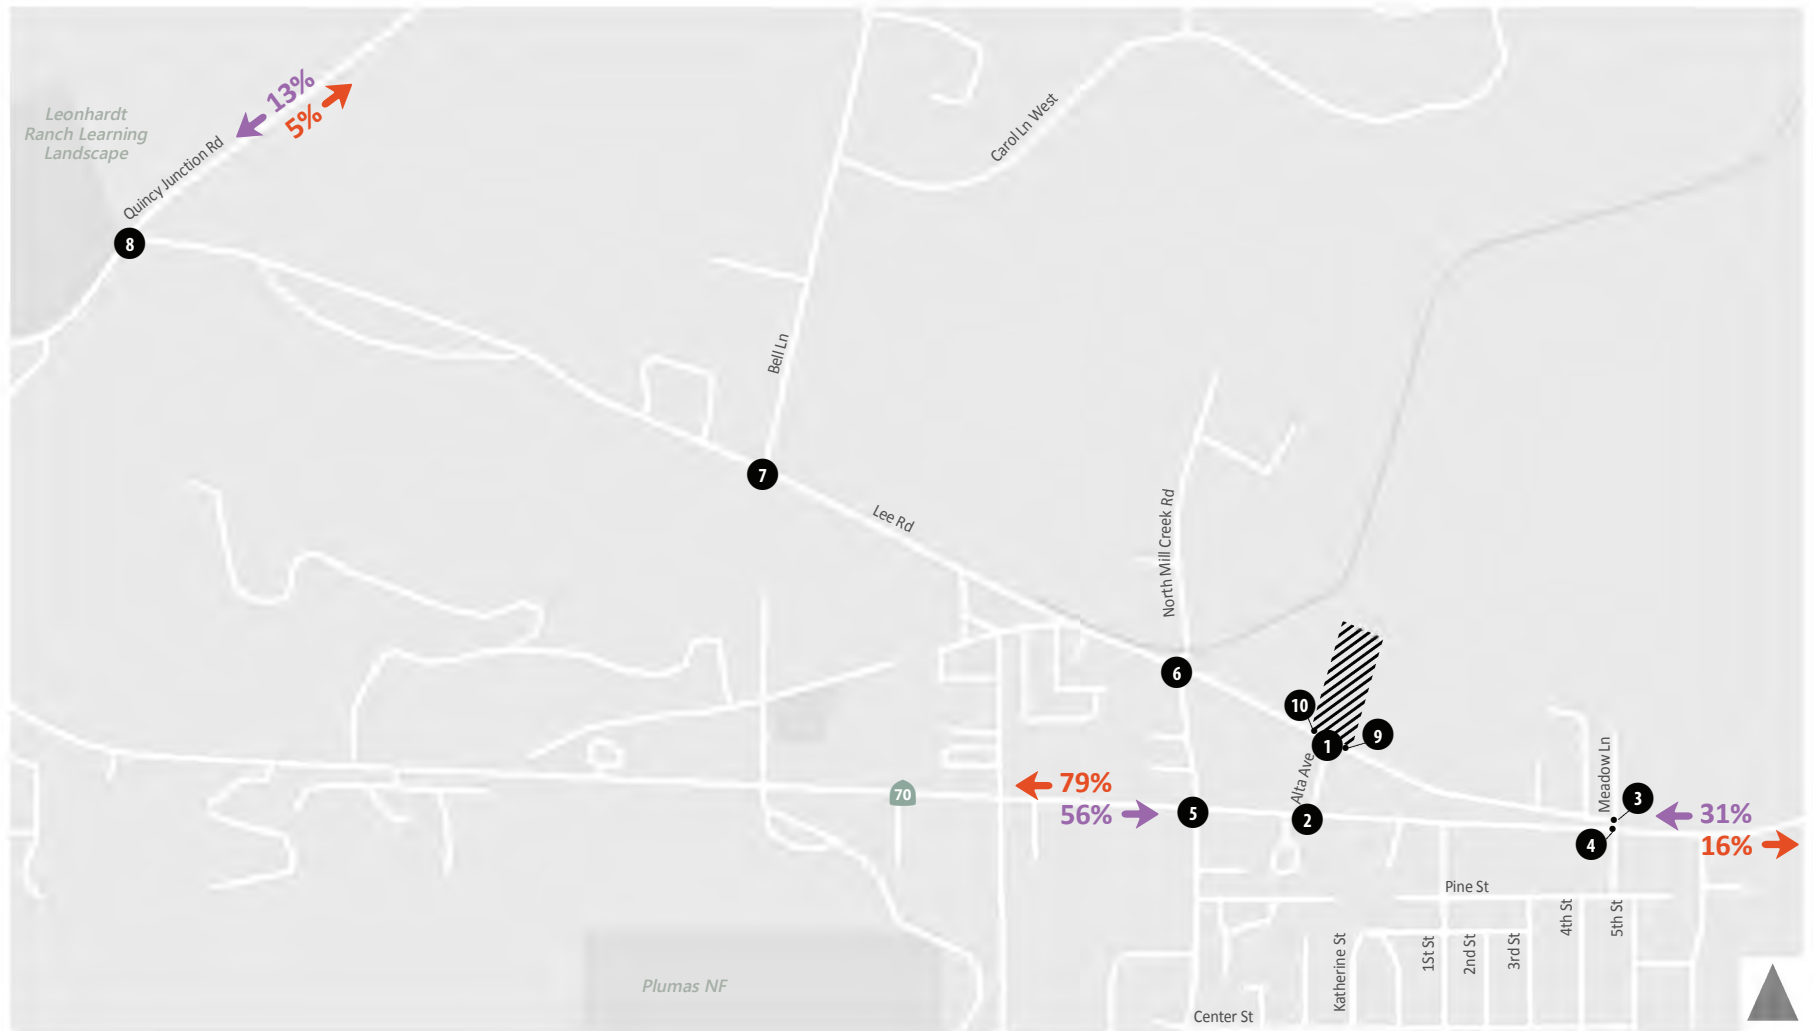 13%
5%
Leonhardt
Ranch Learning
Landscape
Quincy Junction Rd
8
Carol Ln West
Bell Ln
7
Lee Rd
North Mill Creek Rd
6
10
1
9
Alta Ave
Meadow Ln
70
79%
56%
5
2
3
4
31%
16%
Pine St
4th St
5th St
Katherine St
1St St
2nd St
3rd St
Plumas NF
Center St